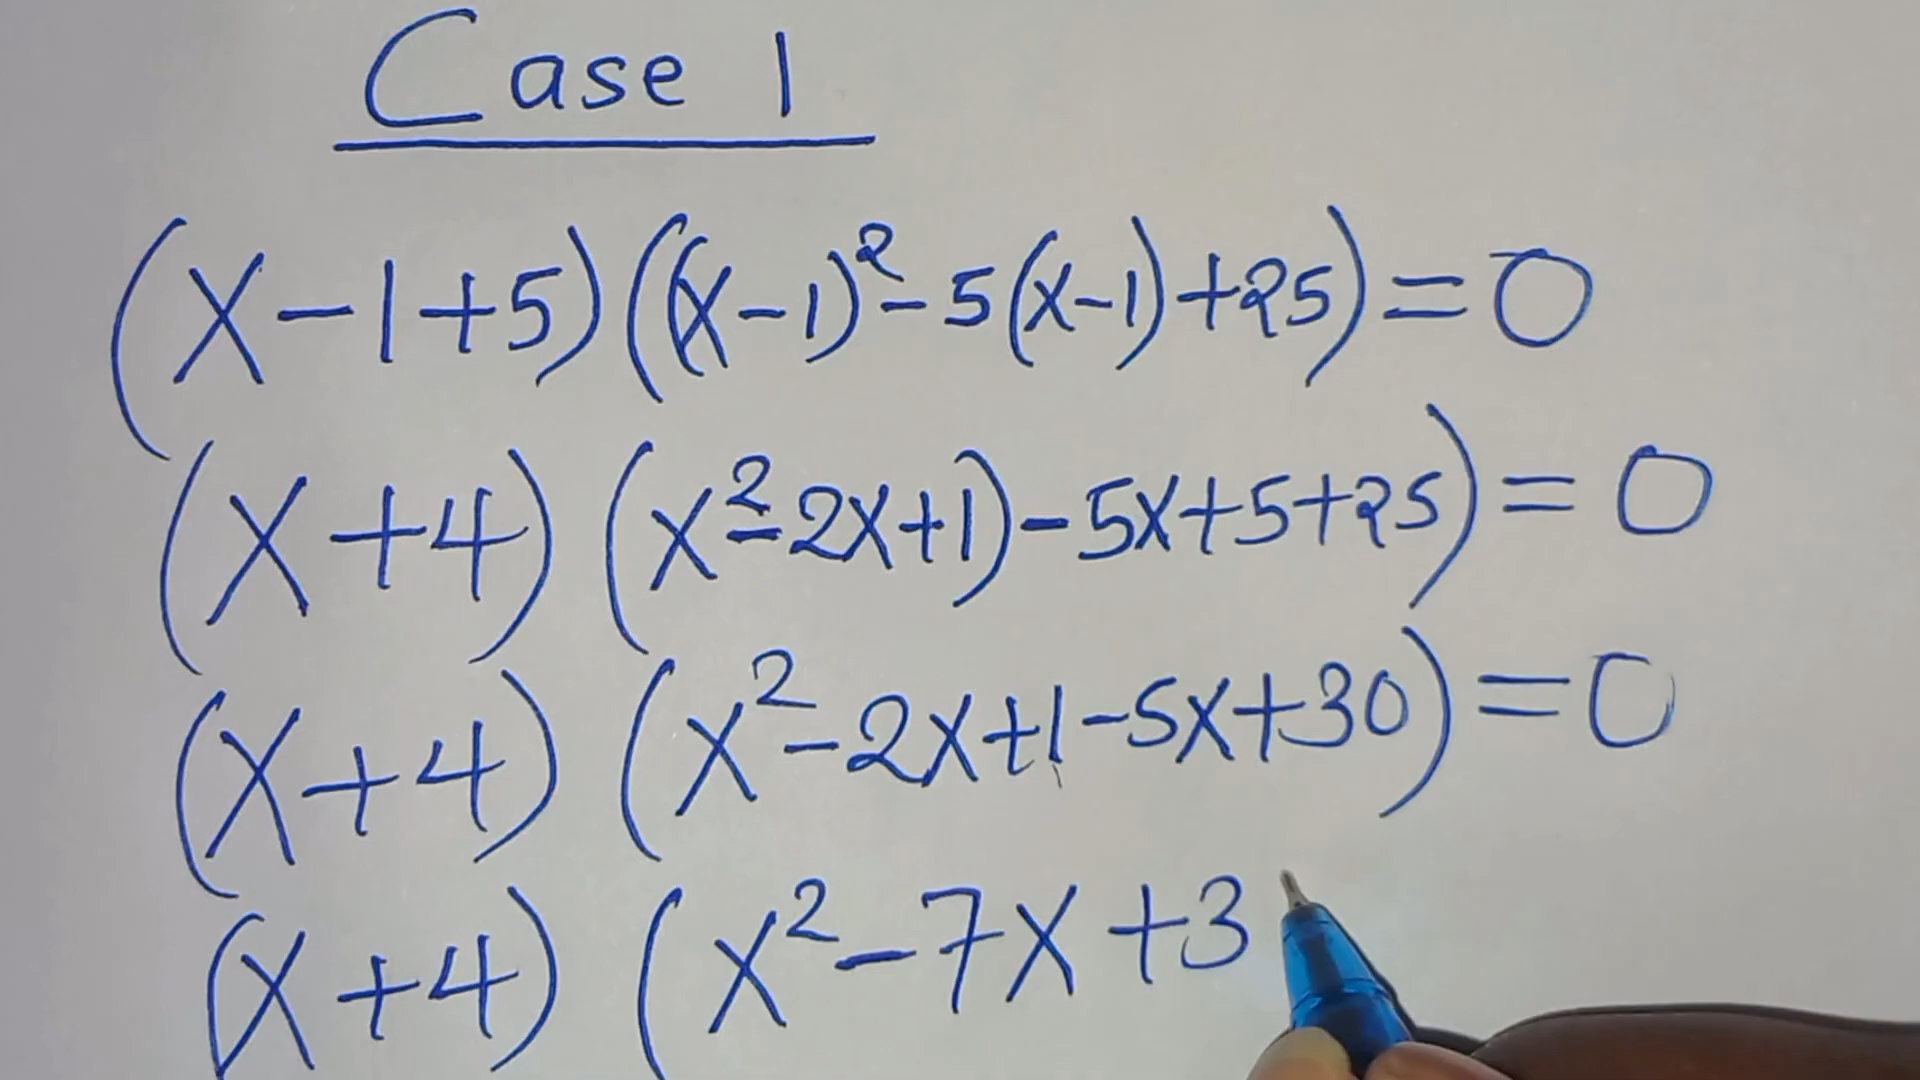 Case 1
(x-1+5)((x-1)²-5(x-1)+25)=0
(x+4)(x²-2x+1)-5x+5+25)=0
(x+4)(x²-2x+1-5x+30)=0
(x+4)(x²-7x+3